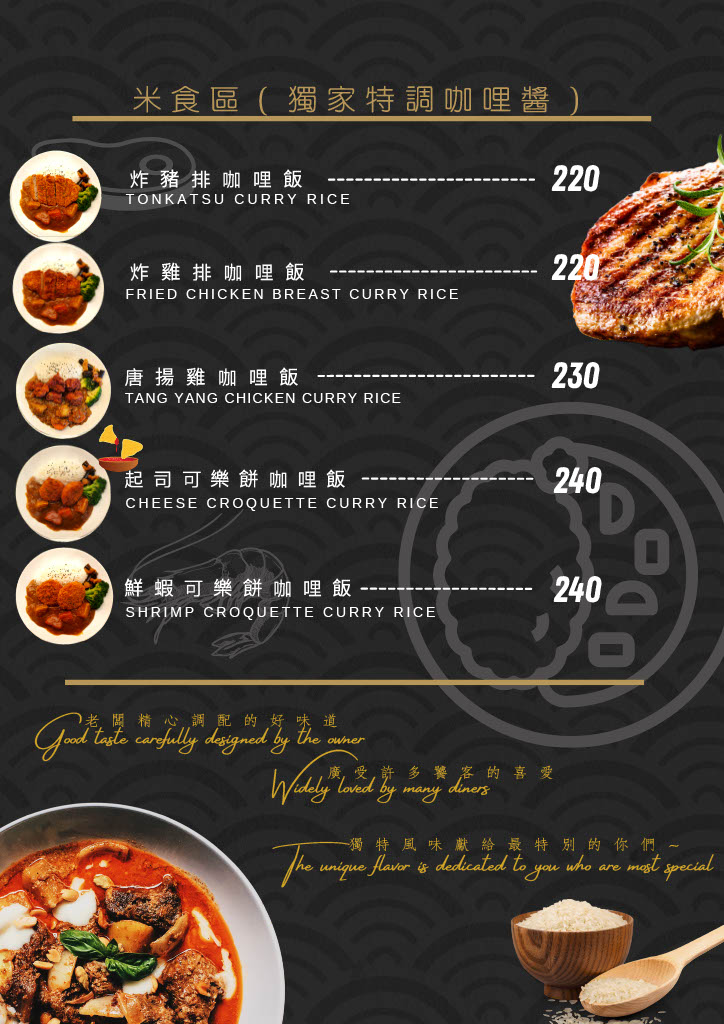 米食區（獨家特調咖哩醬）
炸豬排咖哩飯 ------------------------ 220
TONKATSU CURRY RICE
炸雞排咖哩飯 ------------------------ 220
FRIED CHICKEN BREAST CURRY RICE
唐揚雞咖哩飯 ------------------------- 230
TANG YANG CHICKEN CURRY RICE
起司可樂餅咖哩飯 -------------------- 240
CHEESE CROQUETTE CURRY RICE
鮮蝦可樂餅咖哩飯 -------------------- 240
SHRIMP CROQUETTE CURRY RICE
DODO
老闆精心調配的好味道
Good taste carefully designed by the owner
廣受許多饕客的喜愛
Widely loved by many diners
獨特風味獻給最特別的你們~
The unique flavor is dedicated to you who are most special